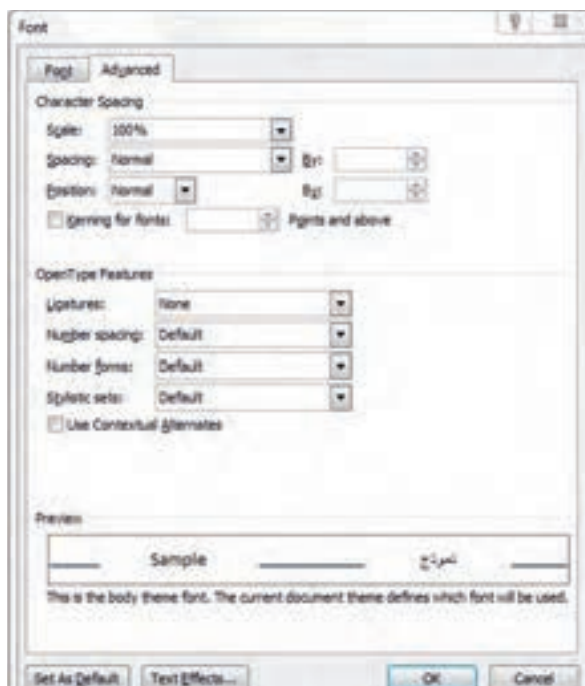 Font
Font Advanced
Character Spacing
Scale: 100%
Spacing: Normal By:
Position: Normal By:
Kerning for fonts: Points and above
OpenType Features
Ligatures: None
Number spacing: Default
Number forms: Default
Stylistic sets: Default
Use Contextual Alternates
Preview
Sample نموذج
This is the body theme font. The current document theme defines which font will be used.
Set As Default Text Effects... OK Cancel